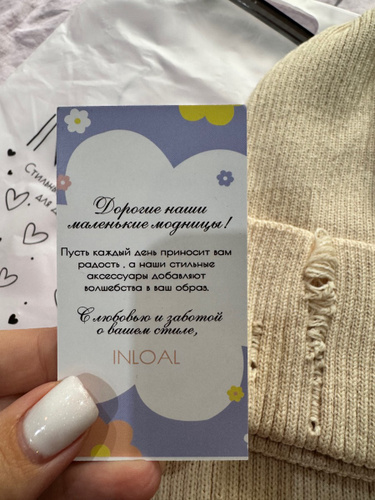 Дорогие наши
маленькие модницы!
Пусть каждый день приносит вам
радость , а наши стильные
аксессуары добавляют
волшебства в ваш образ.
С любовью и заботой
о вашем стиле,
INLOAL